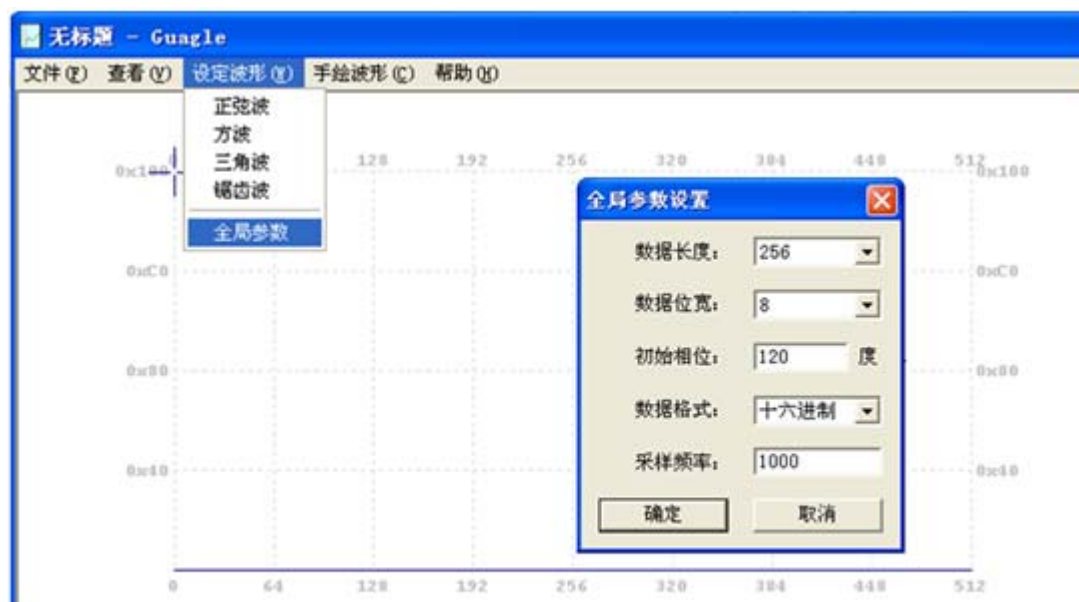 无标题 - Guagle
文件(F) 查看(V) 设定波形(W) 手绘波形(C) 帮助(H)
正弦波
方波
三角波
锯齿波
全局参数
128 192 256 320 384 448 512
0x100 0x100
全局参数设置
数据长度: 256
0xC0 0xC0
数据位宽: 8
初始相位: 120 度
0x80 0x80
数据格式: 十六进制
采样频率: 1000
0x40 0x40
确定 取消
0 64 128 192 256 320 384 448 512